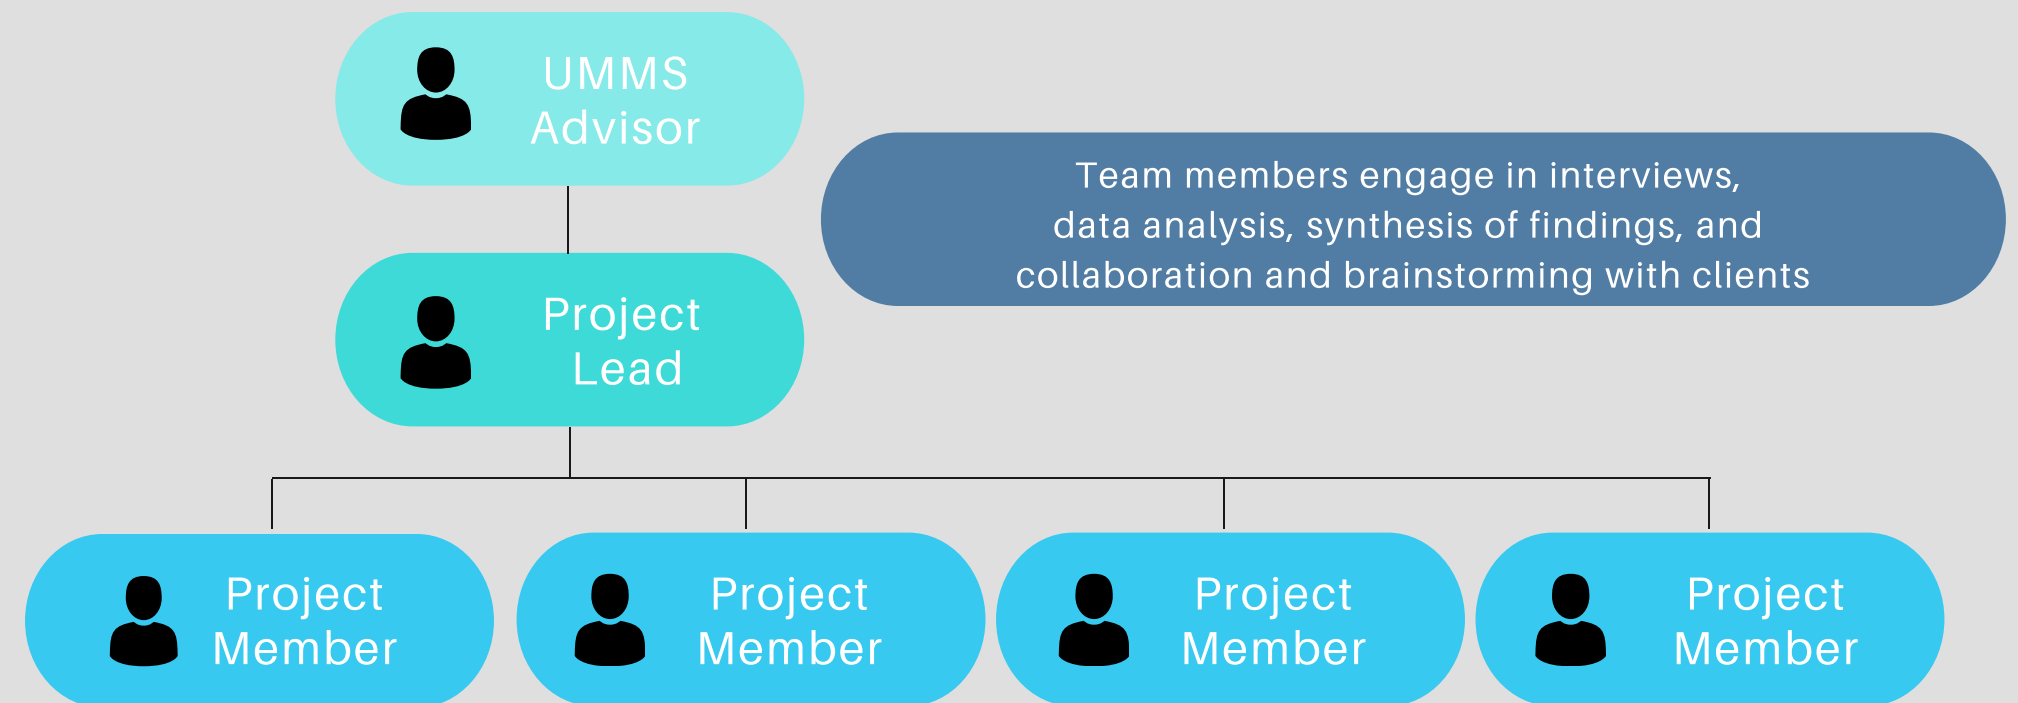 UMMS
Advisor
Team members engage in interviews,
data analysis, synthesis of findings, and
collaboration and brainstorming with clients
Project
Lead
Project
Member
Project
Member
Project
Member
Project
Member